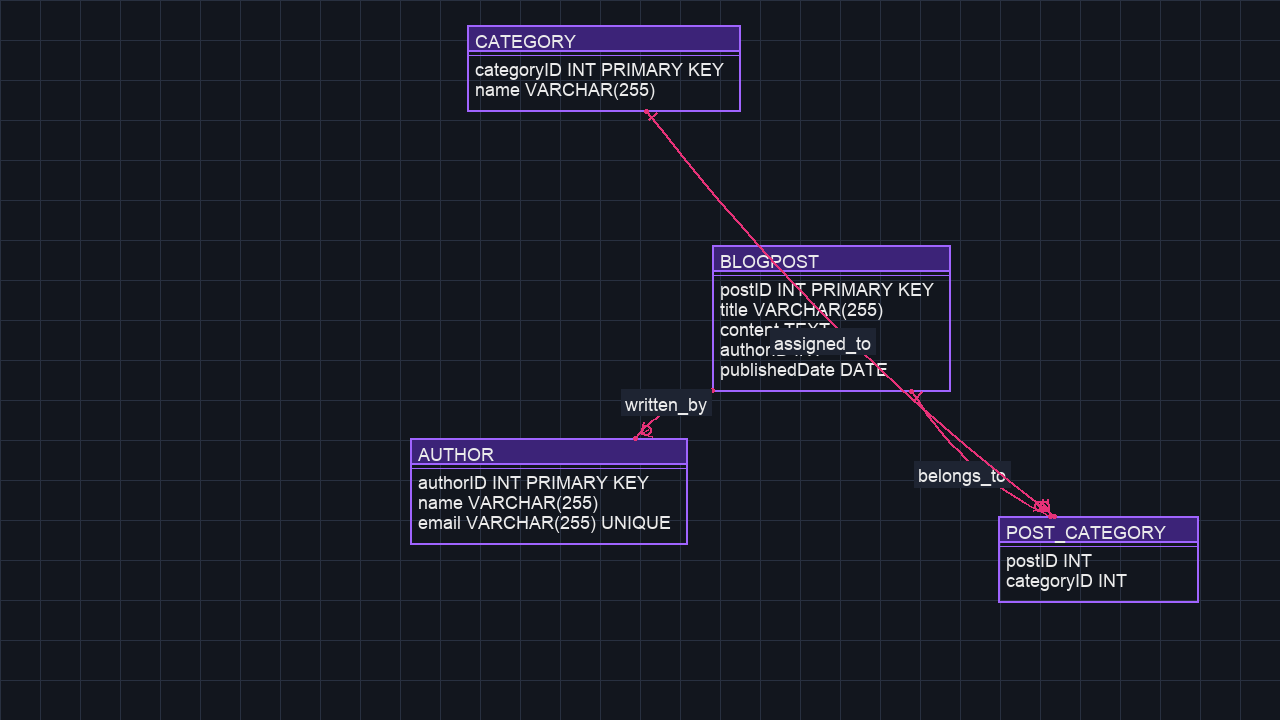 CATEGORY
categoryID INT PRIMARY KEY
name VARCHAR(255)
BLOGPOST
postID INT PRIMARY KEY
title VARCHAR(255)
content TEXT
assigned_to
publishedDate DATE
written_by
AUTHOR
authorID INT PRIMARY KEY
name VARCHAR(255)
email VARCHAR(255) UNIQUE
belongs_to
POST_CATEGORY
postID INT
categoryID INT